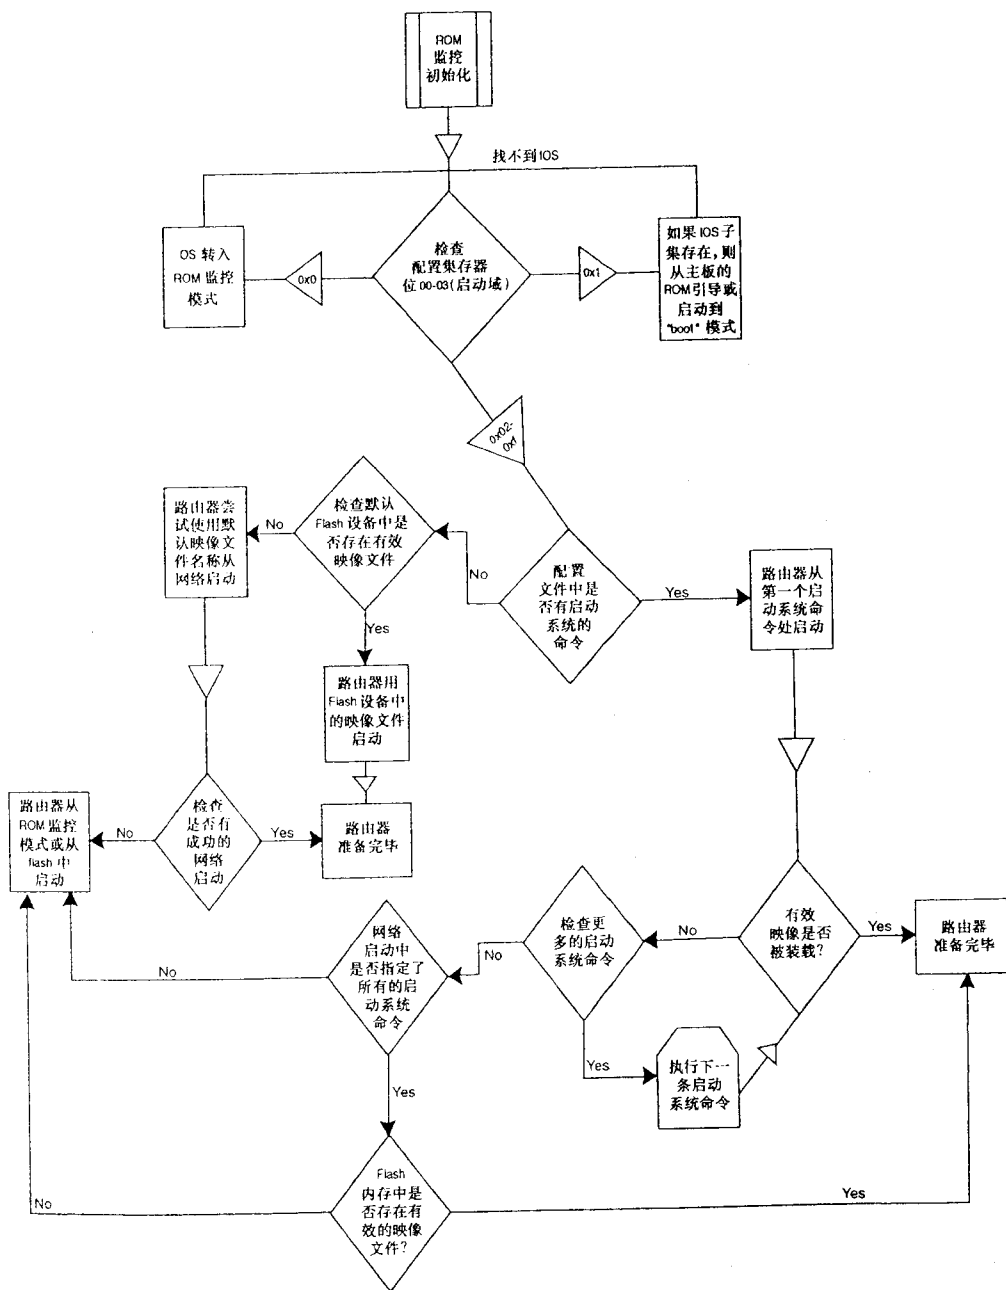 ROM
监控
初始化
找不到 IOS
OS 转入
ROM 监控
模式
0x0
检查
配置集存器
位 00-03(启动域)
0x1
如果 IOS 子
集存在,则
从主板的
ROM 引导或
启动到
"boot" 模式
0x02-
0xf
路由器尝
试使用默
认映像文
件名称从
网络启动
No
检查默认
Flash 设备中是
否存在有效
映像文件
No
配置
文件中是
否有启动
系统的
命令
Yes
路由器从
第一个启
动系统命
令处启动
Yes
路由器用
Flash 设备中
的映像文件
启动
路由器从
ROM 监控
模式或从
flash 中
启动
No
检查
是否有
成功的
网络
启动
Yes
路由器
准备完毕
网络
启动中
是否指定了
所有的启
动系统
命令
No
No
检查更
多的启动
系统命令
No
有效
映像是否
被装载?
Yes
路由器
准备完毕
Yes
执行下一
条启动
系统命令
Yes
Flash
内存中是
否存在有
效的映像
文件?
No
Yes